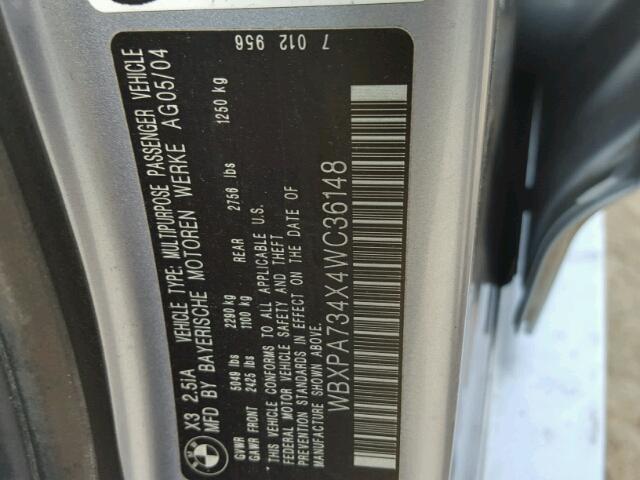 X3 2.5IA VEHICLE TYPE: MULTIPURPOSE PASSENGER VEHICLE
MFD BY BAYERISCHE MOTOREN WERKE AG05/04
GVWR 5049 lbs 2290 kg
GAWR FRONT 2425 lbs 1100 kg REAR 2756 lbs 1250 kg
*THIS VEHICLE CONFORMS TO ALL APPLICABLE U.S.
FEDERAL MOTOR VEHICLE SAFETY AND THEFT
PREVENTION STANDARDS IN EFFECT ON THE DATE OF
MANUFACTURE SHOWN ABOVE.
7 012 956
WBXPA734X4WC36148